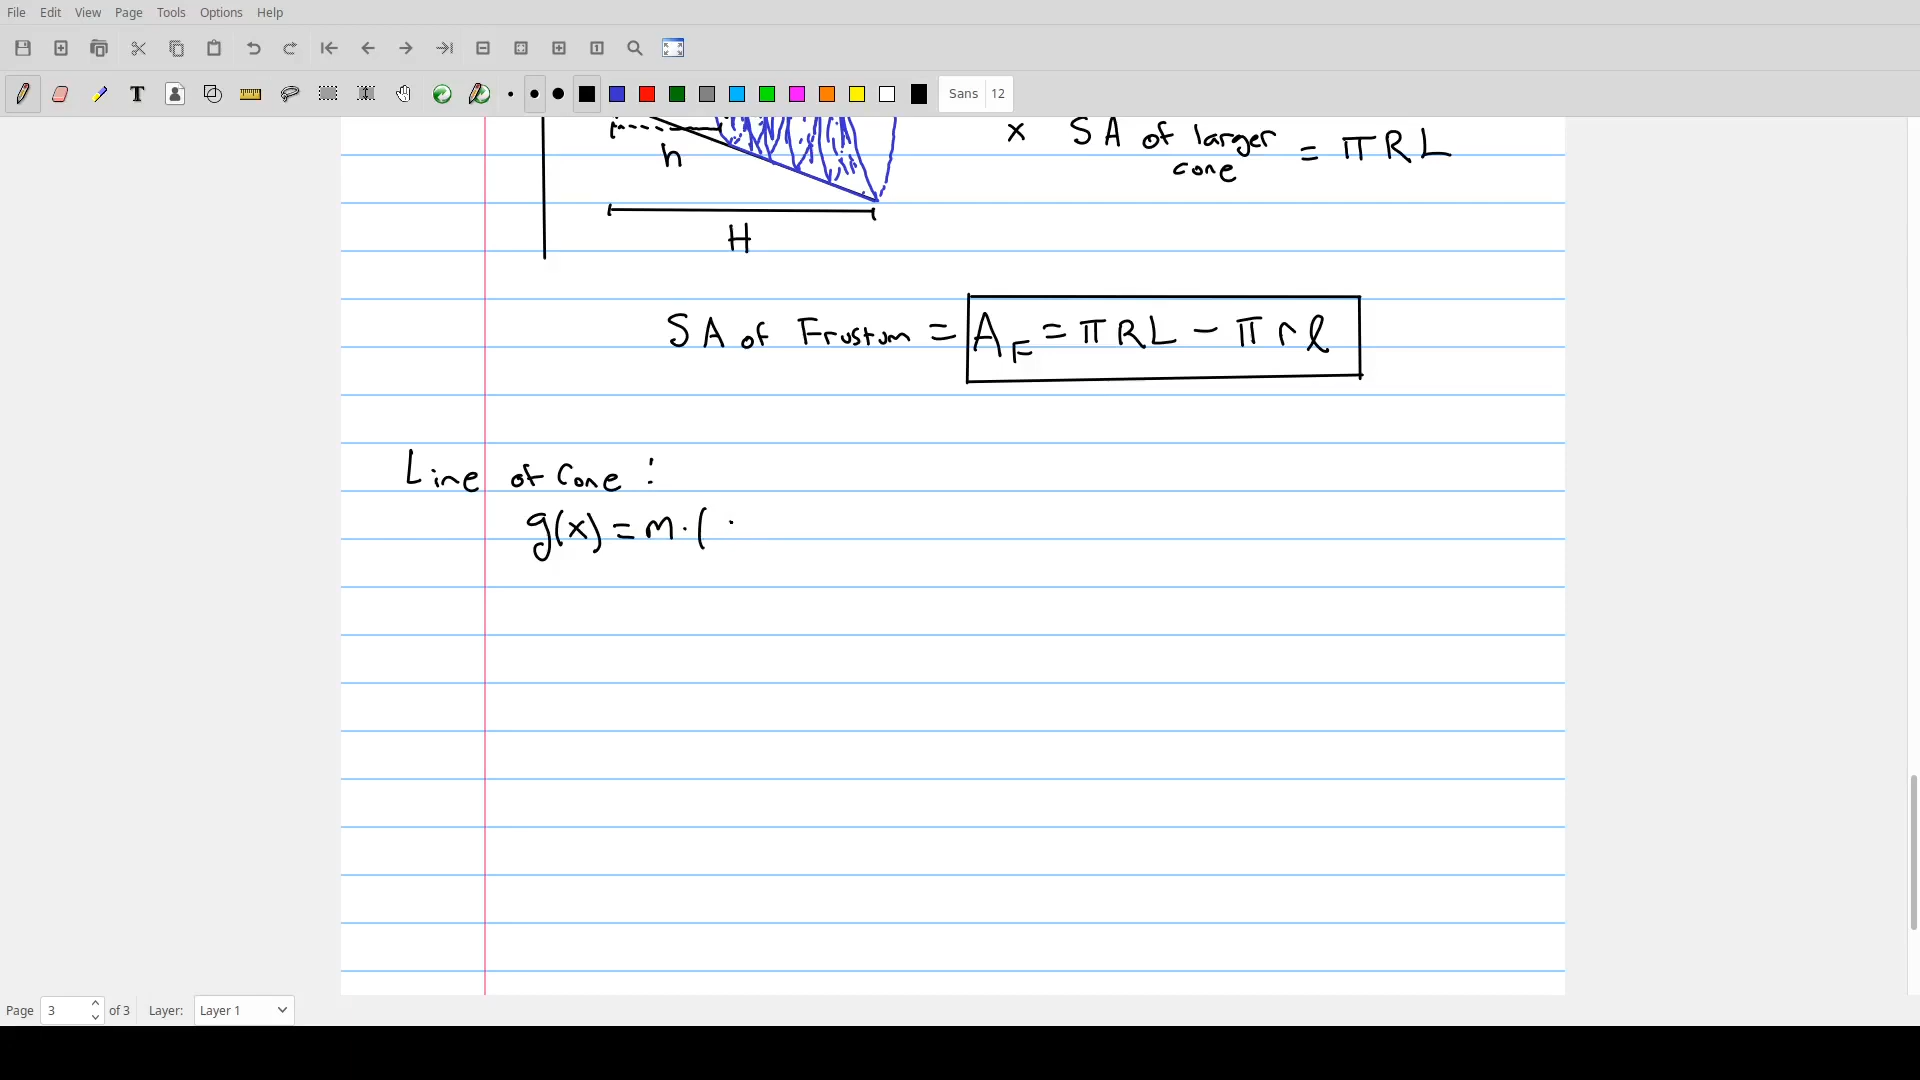 File Edit View Page Tools Options Help
T Sans 12
h
x SA of larger cone = πRL
H
SA of Frustum = A_F = πRL - πrℓ
Line of Cone :
g(x) = m · (
Page 3 of 3 Layer: Layer 1